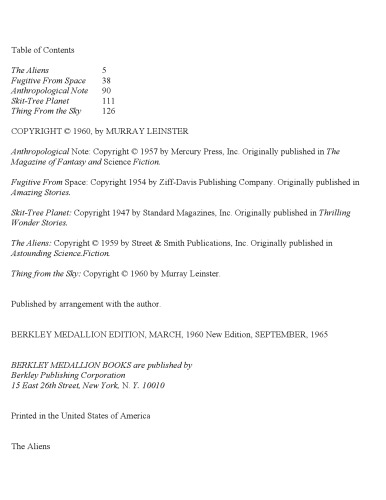 Table of Contents
The Aliens 5
Fugitive From Space 38
Anthropological Note 90
Skit-Tree Planet 111
Thing From the Sky 126
COPYRIGHT © 1960, by MURRAY LEINSTER
Anthropological Note: Copyright © 1957 by Mercury Press, Inc. Originally published in The
Magazine of Fantasy and Science Fiction.
Fugitive From Space: Copyright 1954 by Ziff-Davis Publishing Company. Originally published in
Amazing Stories.
Skit-Tree Planet: Copyright 1947 by Standard Magazines, Inc. Originally published in Thrilling
Wonder Stories.
The Aliens: Copyright © 1959 by Street & Smith Publications, Inc. Originally published in
Astounding Science.Fiction.
Thing from the Sky: Copyright © 1960 by Murray Leinster.
Published by arrangement with the author.
BERKLEY MEDALLION EDITION, MARCH, 1960 New Edition, SEPTEMBER, 1965
BERKLEY MEDALLION BOOKS are published by
Berkley Publishing Corporation
15 East 26th Street, New York, N. Y. 10010
Printed in the United States of America
The Aliens